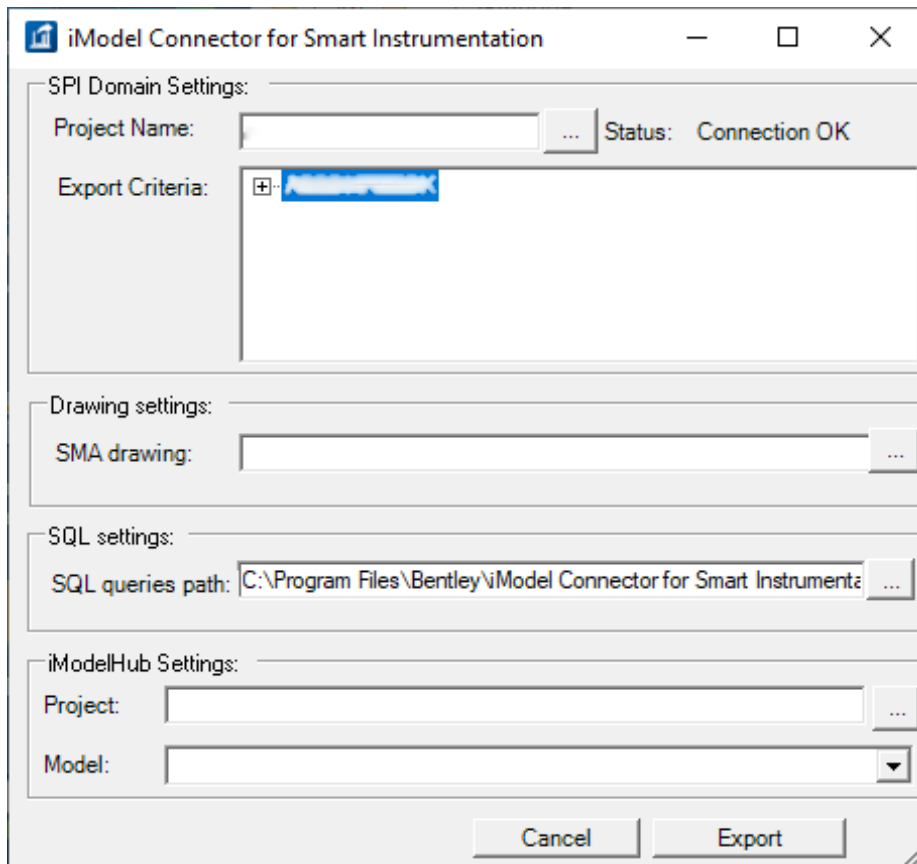 iModel Connector for Smart Instrumentation
SPI Domain Settings:
Project Name: ... Status: Connection OK
Export Criteria:
Drawing settings:
SMA drawing: ...
SQL settings:
SQL queries path: C:\Program Files\Bentley\iModel Connector for Smart Instrumenta ...
iModelHub Settings:
Project: ...
Model:
Cancel Export